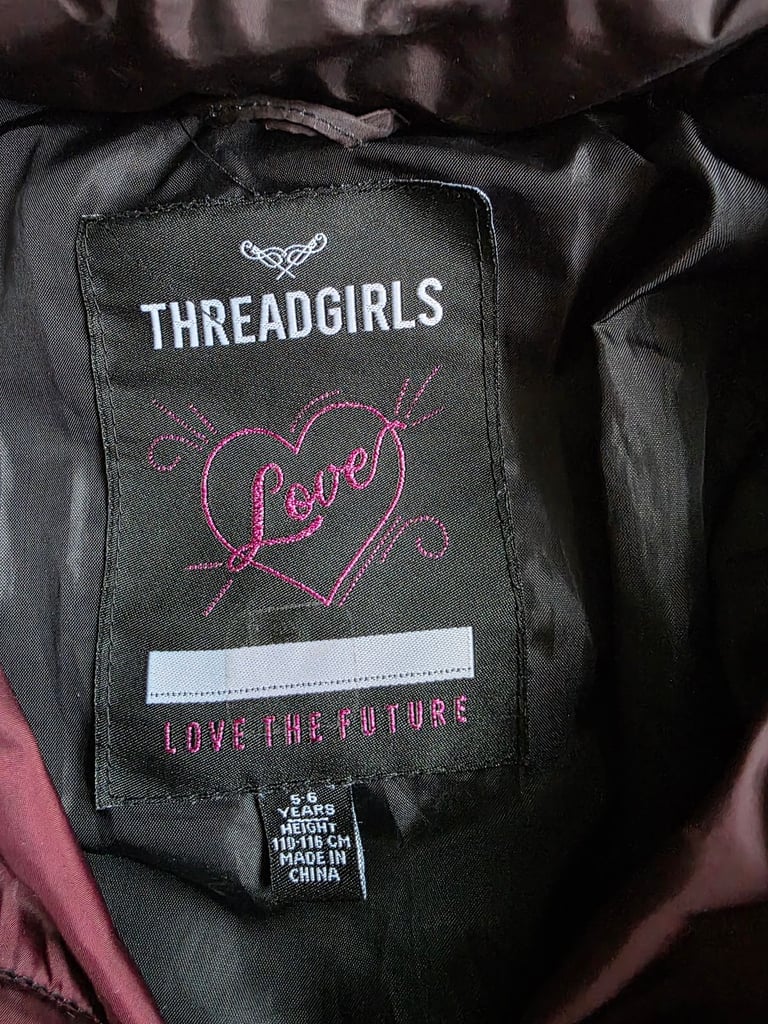 THREADGIRLS
Love
LOVE THE FUTURE
5-6
YEARS
HEIGHT
110-116 CM
MADE IN
CHINA